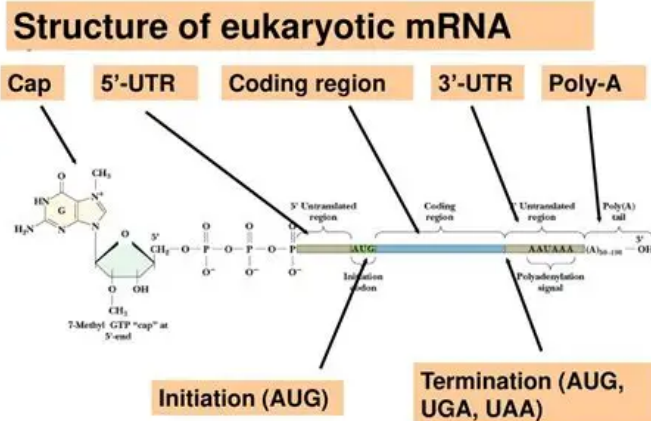 Structure of eukaryotic mRNA
Cap
5’-UTR
Coding region
3’-UTR
Poly-A
O
CH₃
HN
N⁺
G
H₂N
N
N
O
5'
CH₂—O—P—O—P—O—P
O
O
O
O⁻
O⁻
O⁻
O
OH
CH₃
7-Methyl GTP “cap” at
5'-end
5' Untranslated
region
Coding
region
' Untranslated
region
Poly(A)
tail
AUG
AAUAAA
3'
OH
Initiation
codon
Polyadenylation
signal
Initiation (AUG)
Termination (AUG,
UGA, UAA)